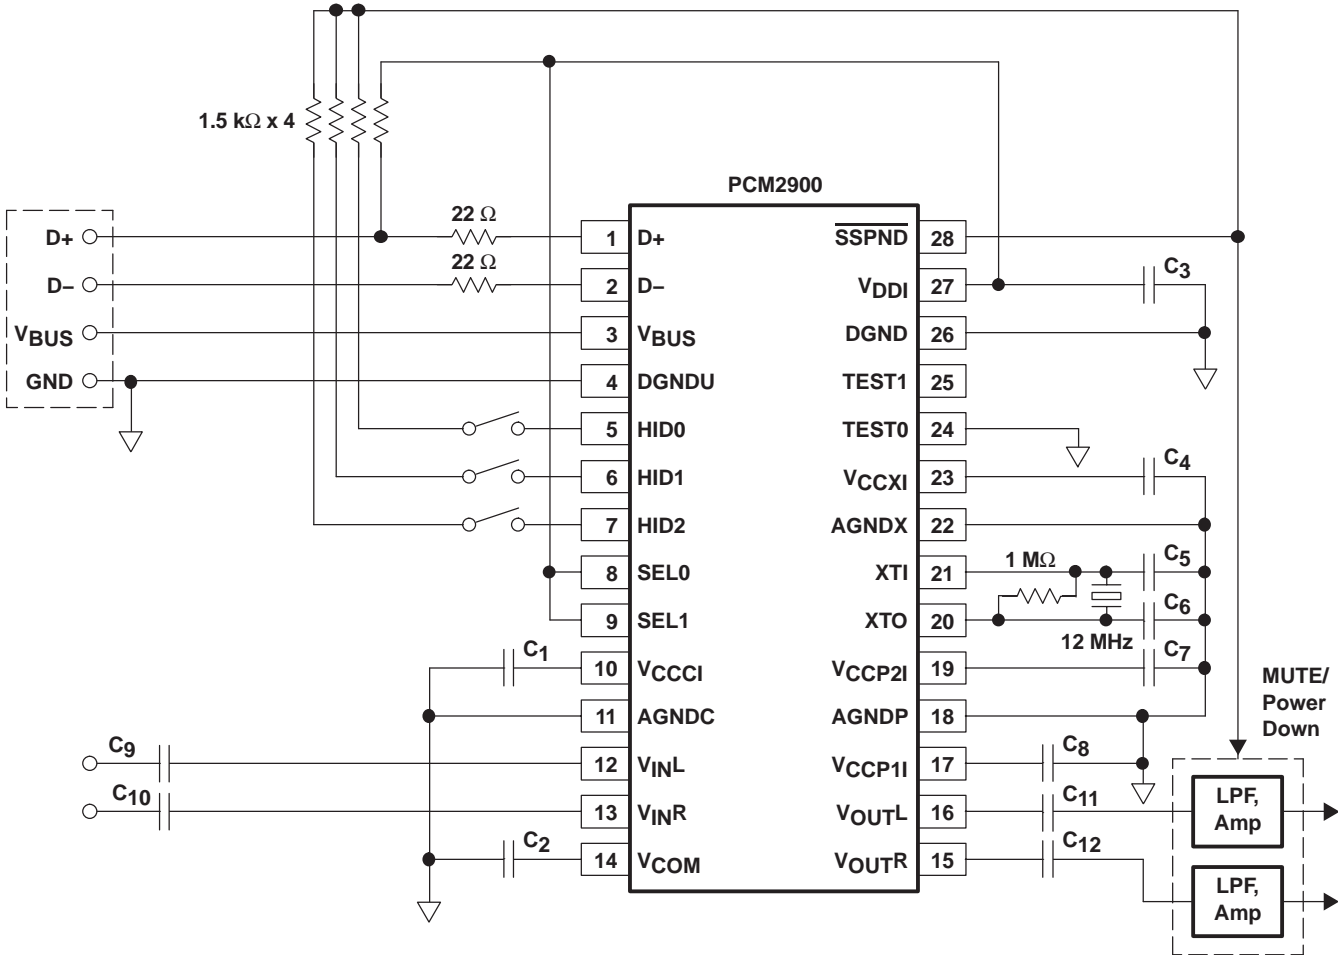 1.5 kΩ x 4
PCM2900
D+
D–
VBUS
GND
22 Ω
22 Ω
1 D+
2 D–
3 VBUS
4 DGNDU
5 HID0
6 HID1
7 HID2
8 SEL0
9 SEL1
10 VCCCI
11 AGNDC
12 VINL
13 VINR
14 VCOM
SSPND 28
VDDI 27
DGND 26
TEST1 25
TEST0 24
VCCXI 23
AGNDX 22
XTI 21
XTO 20
VCCP2I 19
AGNDP 18
VCCP1I 17
VOUTL 16
VOUTR 15
C1
C9
C10
C2
C3
C4
1 MΩ
C5
C6
12 MHz
C7
C8
C11
C12
MUTE/
Power
Down
LPF,
Amp
LPF,
Amp